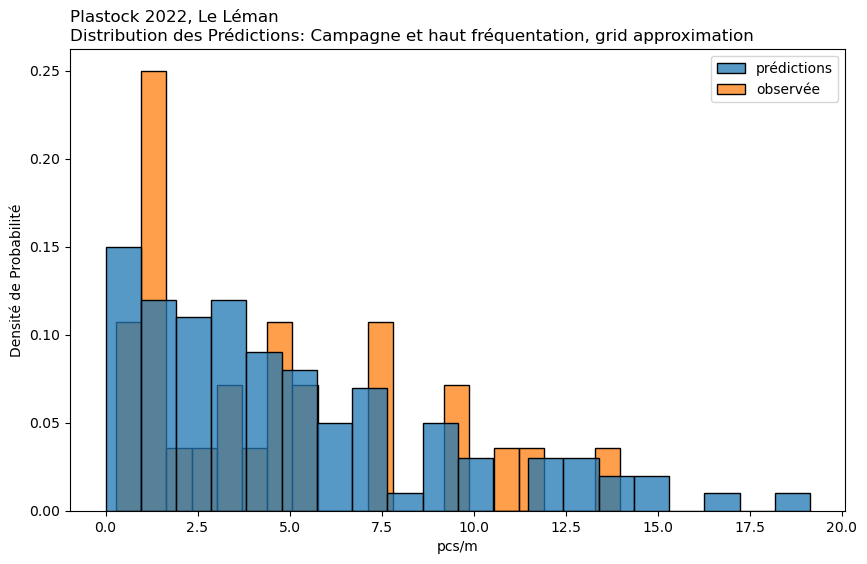 Plastock 2022, Le Léman
Distribution des Prédictions: Campagne et haut fréquentation, grid approximation
prédictions
observée
Densité de Probabilité
0.25
0.20
0.15
0.10
0.05
0.00
0.0 2.5 5.0 7.5 10.0 12.5 15.0 17.5 20.0
pcs/m